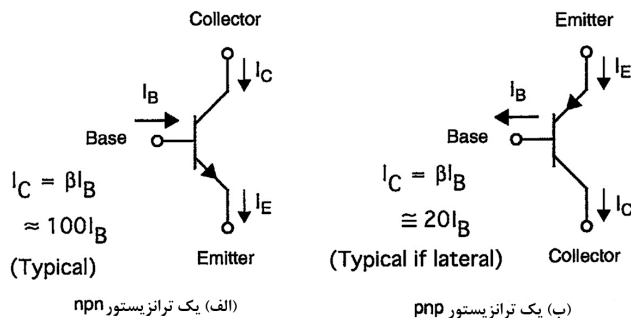 Collector
I_C
I_B
Base
I_C = βI_B
≈ 100I_B
(Typical)
I_E
Emitter
(الف) یک ترانزیستور npn
Emitter
I_E
I_B
Base
I_C = βI_B
≅ 20I_B
(Typical if lateral)
I_C
Collector
(ب) یک ترانزیستور pnp